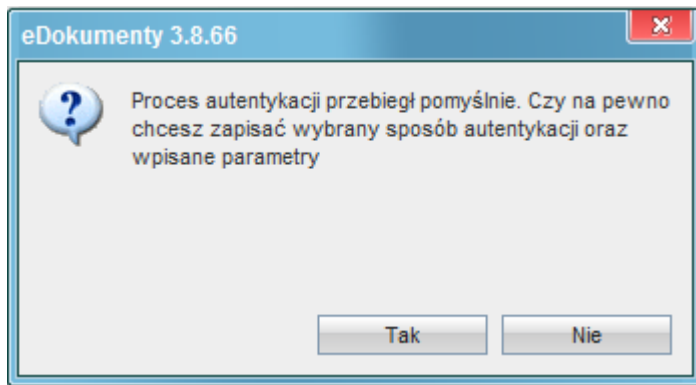 eDokumenty 3.8.66
Proces autentykacji przebiegł pomyślnie. Czy na pewno
chcesz zapisać wybrany sposób autentykacji oraz
wpisane parametry
Tak
Nie